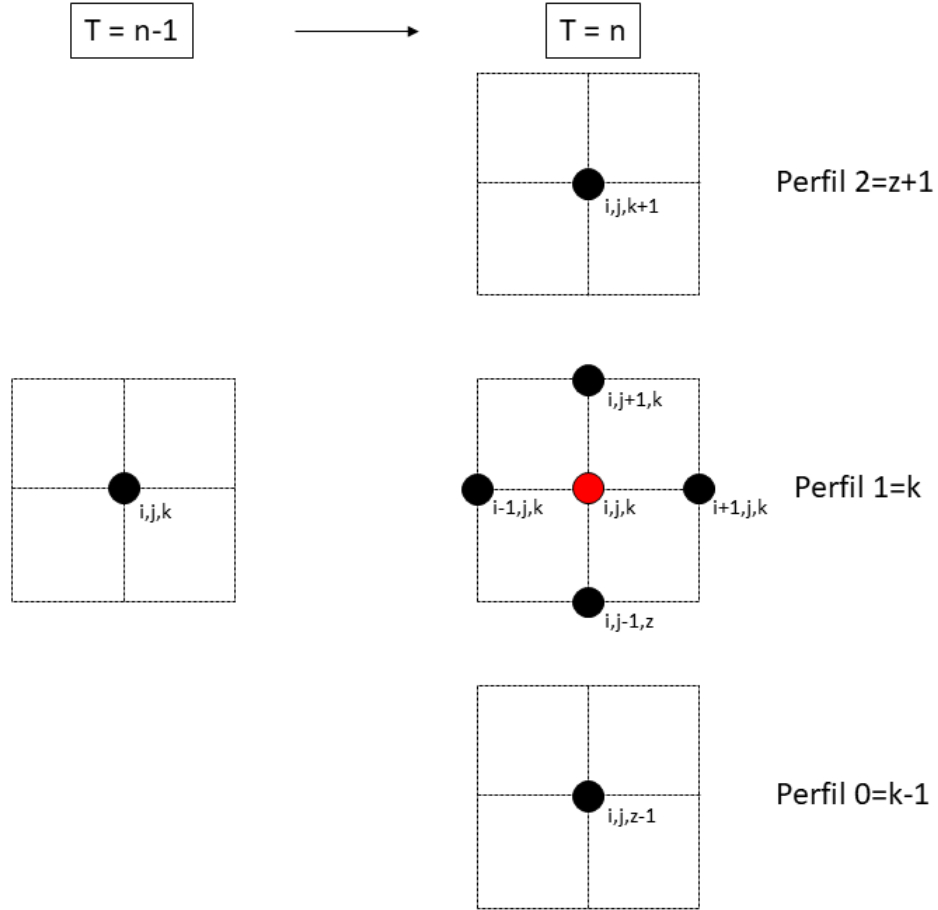 T = n-1
T = n
i,j,k+1
Perfil 2=z+1
i,j+1,k
i,j,k
i-1,j,k
i,j,k
i+1,j,k
Perfil 1=k
i,j-1,z
i,j,z-1
Perfil 0=k-1